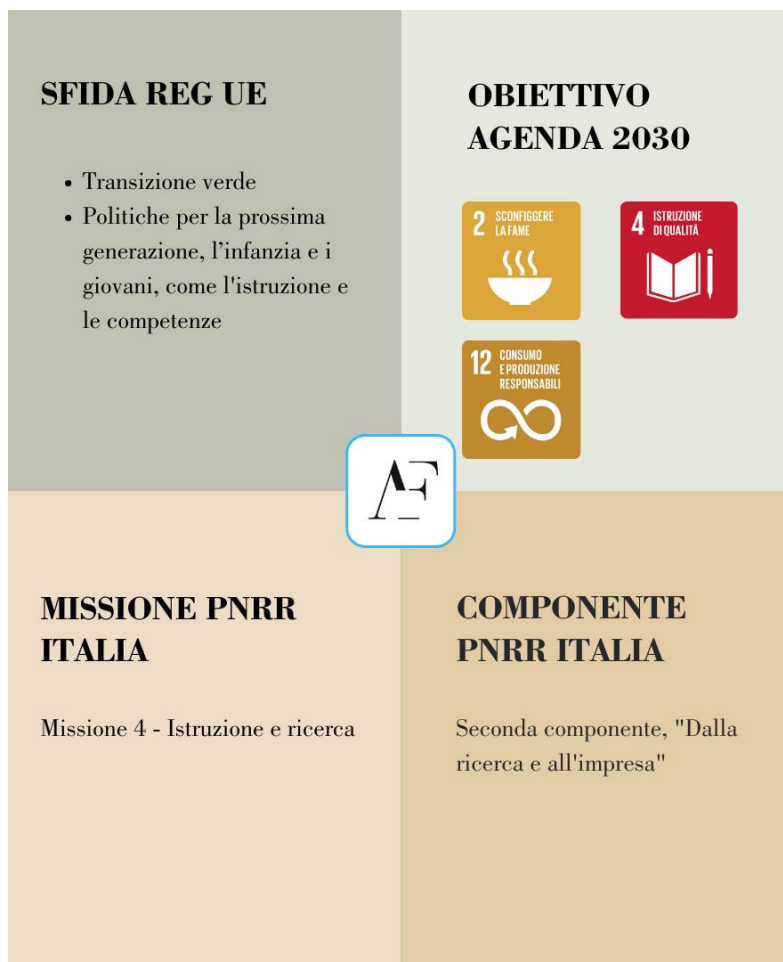 SFIDA REG UE
• Transizione verde
• Politiche per la prossima
generazione, l'infanzia e i
giovani, come l'istruzione e
le competenze
OBIETTIVO
AGENDA 2030
2 SCONFIGGERE
LA FAME
4 ISTRUZIONE
DI QUALITÀ
12 CONSUMO
E PRODUZIONE
RESPONSABILI
AF
MISSIONE PNRR
ITALIA
Missione 4 - Istruzione e ricerca
COMPONENTE
PNRR ITALIA
Seconda componente, "Dalla
ricerca e all'impresa"